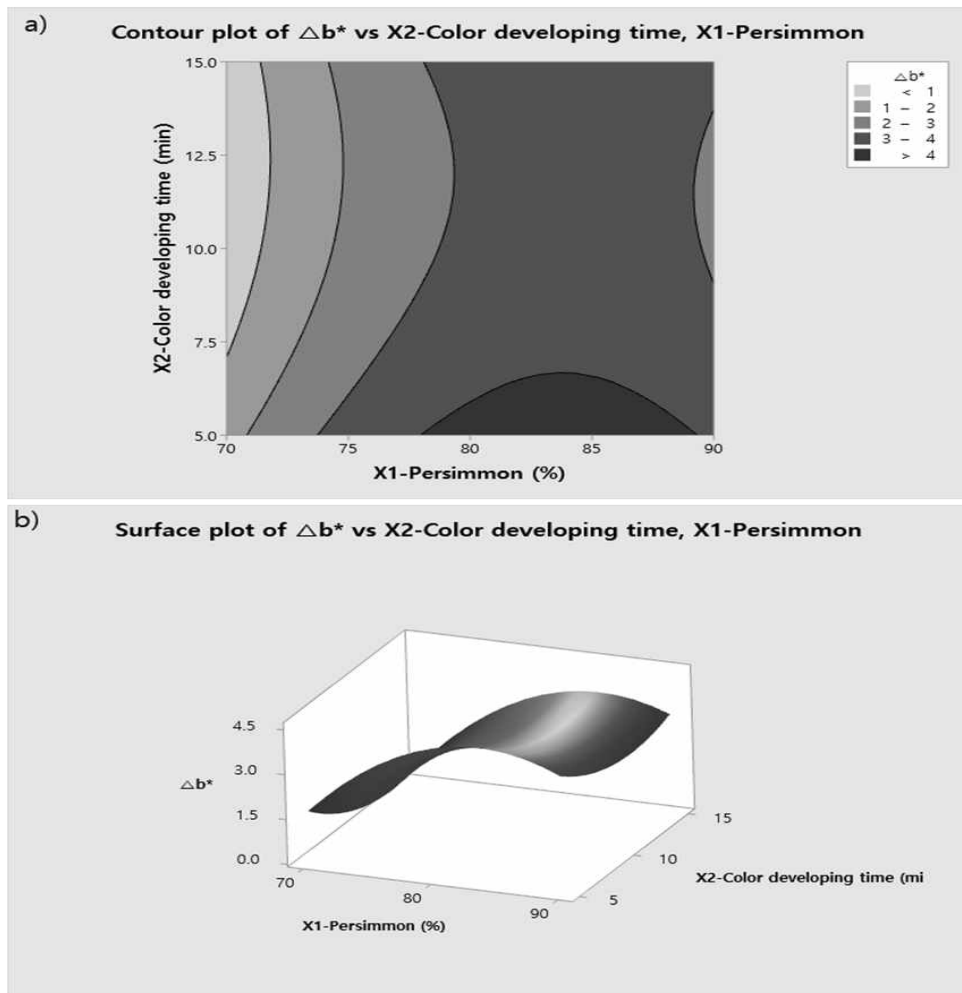 a)
Contour plot of △b* vs X2-Color developing time, X1-Persimmon
△b*
< 1
1 – 2
2 – 3
3 – 4
> 4
X2-Color developing time (min)
15.0
12.5
10.0
7.5
5.0
70 75 80 85 90
X1-Persimmon (%)
b)
Surface plot of △b* vs X2-Color developing time, X1-Persimmon
4.5
3.0
△b*
1.5
0.0
15
10
5
X2-Color developing time (mi
70
80
90
X1-Persimmon (%)